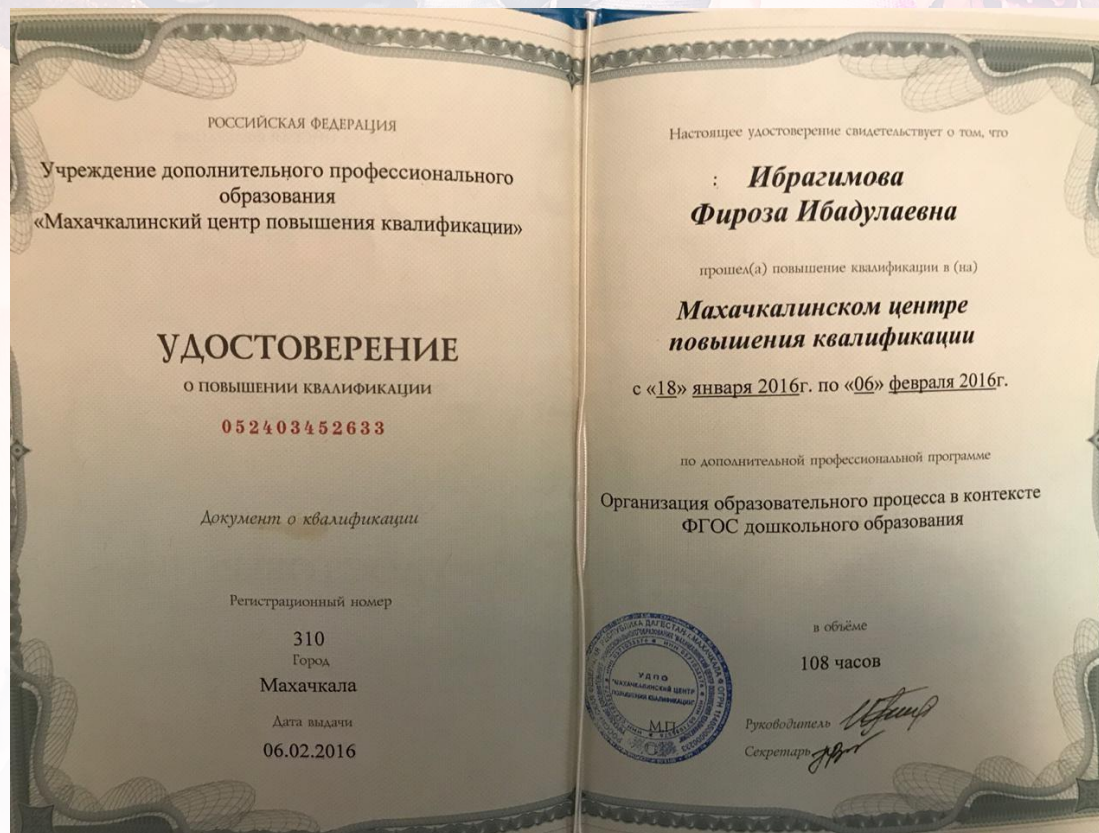 РОССИЙСКАЯ ФЕДЕРАЦИЯ
Учреждение дополнительного профессионального
образования
«Махачкалинский центр повышения квалификации»
УДОСТОВЕРЕНИЕ
О ПОВЫШЕНИИ КВАЛИФИКАЦИИ
052403452633
Документ о квалификации
Регистрационный номер
310
Город
Махачкала
Дата выдачи
06.02.2016
Настоящее удостоверение свидетельствует о том, что
: Ибрагимова
Фироза Ибадулаевна
прошел(а) повышение квалификации в (на)
Махачкалинском центре
повышения квалификации
с «18» января 2016г. по «06» февраля 2016г.
по дополнительной профессиональной программе
Организация образовательного процесса в контексте
ФГОС дошкольного образования
в объёме
108 часов
УДПО
"МАХАЧКАЛИНСКИЙ ЦЕНТР
ПОВЫШЕНИЯ КВАЛИФИКАЦИИ"
М.П.
Руководитель
Секретарь